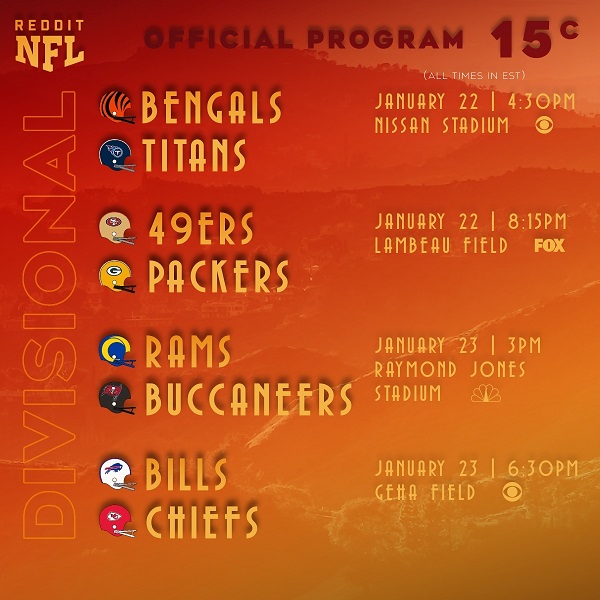 REDDIT
NFL
OFFICIAL PROGRAM 15C
(ALL TIMES IN EST)
DIVISIONAL
BENGALS
TITANS
JANUARY 22 | 4:30PM
NISSAN STADIUM
49ERS
PACKERS
JANUARY 22 | 8:15PM
LAMBEAU FIELD FOX
RAMS
BUCCANEERS
JANUARY 23 | 3PM
RAYMOND JONES
STADIUM
BILLS
CHIEFS
JANUARY 23 | 6:30PM
GEHA FIELD